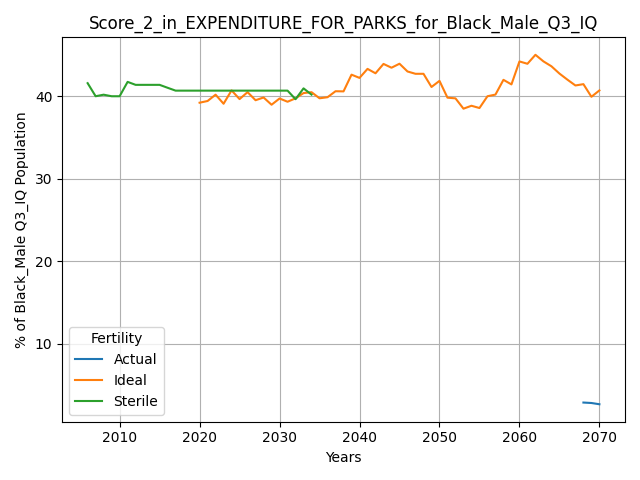 Score_2_in_EXPENDITURE_FOR_PARKS_for_Black_Male_Q3_IQ
% of Black_Male Q3_IQ Population
40
30
20
10
Fertility
Actual
Ideal
Sterile
2010 2020 2030 2040 2050 2060 2070
Years